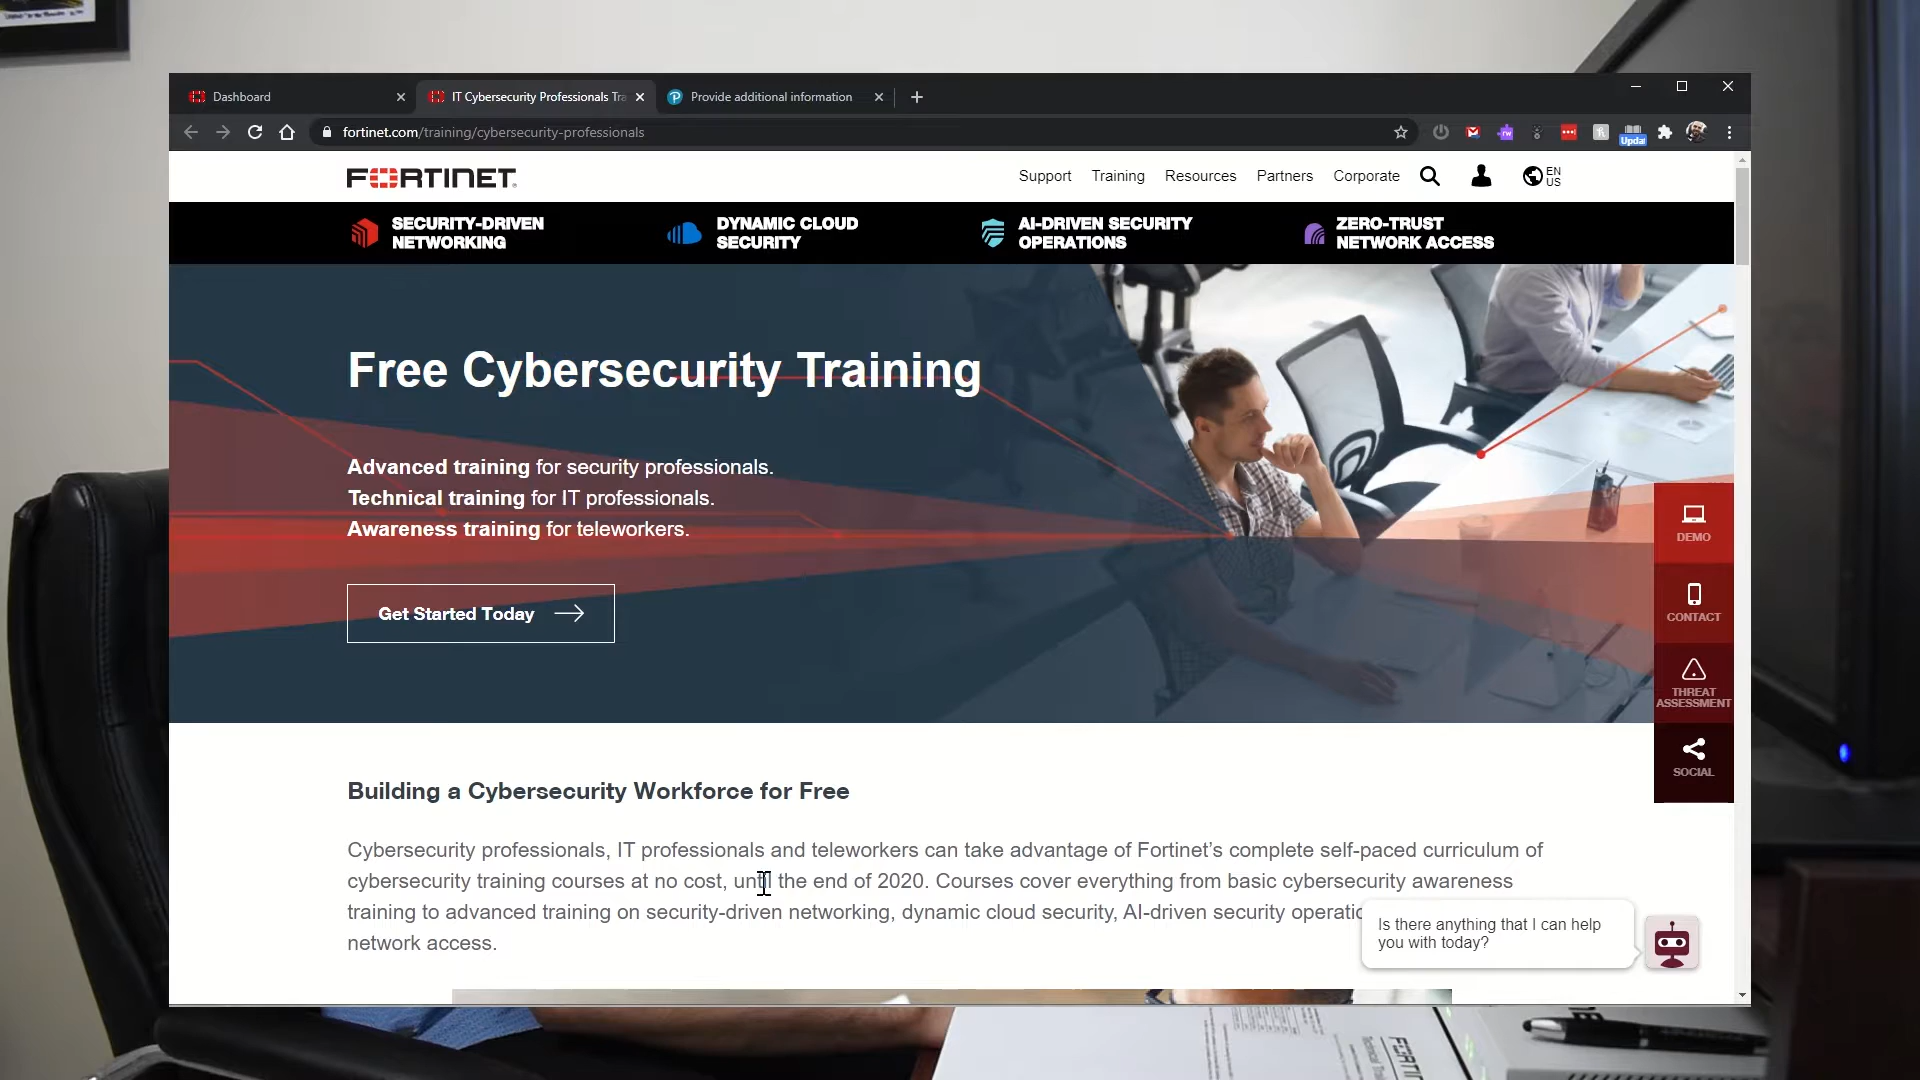 Dashboard
IT Cybersecurity Professionals Tra
Provide additional information
fortinet.com/training/cybersecurity-professionals
Updat
FORTINET
Support
Training
Resources
Partners
Corporate
EN
US
SECURITY-DRIVEN
NETWORKING
DYNAMIC CLOUD
SECURITY
AI-DRIVEN SECURITY
OPERATIONS
ZERO-TRUST
NETWORK ACCESS
Free Cybersecurity Training
Advanced training for security professionals.
Technical training for IT professionals.
Awareness training for teleworkers.
Get Started Today
DEMO
CONTACT
THREAT
ASSESSMENT
SOCIAL
Building a Cybersecurity Workforce for Free
Cybersecurity professionals, IT professionals and teleworkers can take advantage of Fortinet’s complete self-paced curriculum of
cybersecurity training courses at no cost, until the end of 2020. Courses cover everything from basic cybersecurity awareness
training to advanced training on security-driven networking, dynamic cloud security, AI-driven security operatio
network access.
Is there anything that I can help
you with today?